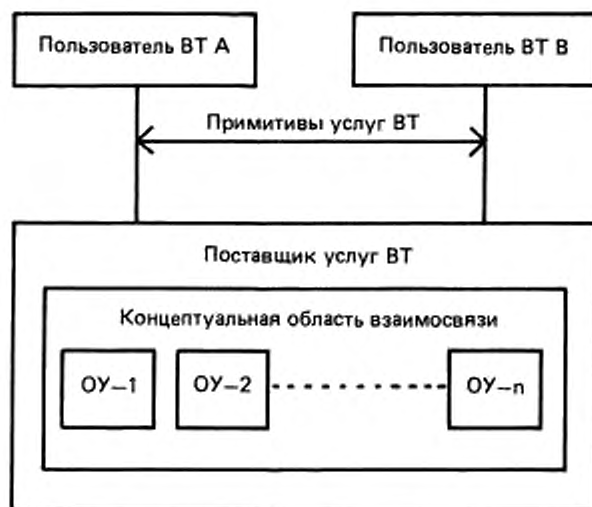 Пользователь ВТ А
Пользователь ВТ В
Примитивы услуг ВТ
Поставщик услуг ВТ
Концептуальная область взаимосвязи
ОУ—1
ОУ—2
ОУ—n